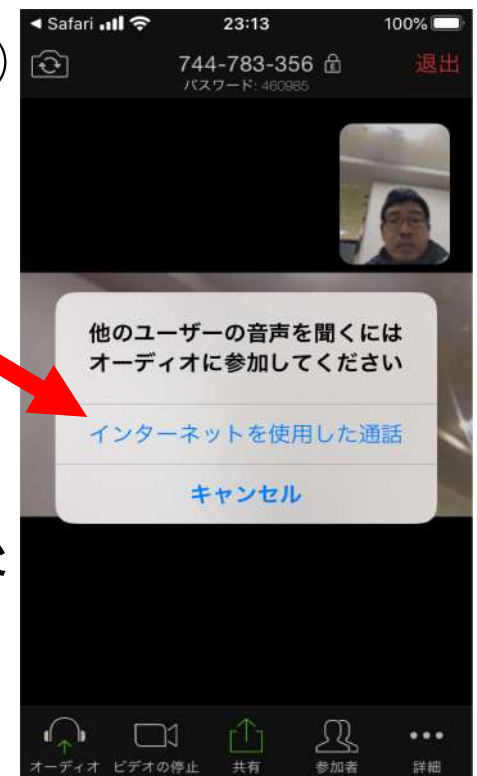 Safari 23:13 100%
744-783-356 退出
パスワード: 460985
他のユーザーの音声を聞くには
オーディオに参加してください
インターネットを使用した通話
キャンセル
オーディオ ビデオの停止 共有 参加者 詳細